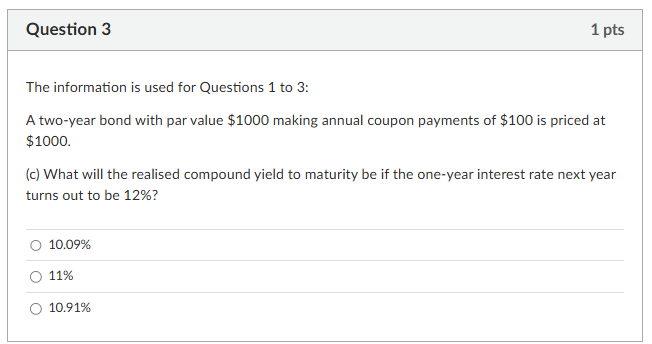 Question 3
1 pts
The information is used for Questions 1 to 3:
A two-year bond with par value $1000 making annual coupon payments of $100 is priced at
$1000.
(c) What will the realised compound yield to maturity be if the one-year interest rate next year
turns out to be 12%?
10.09%
11%
10.91%